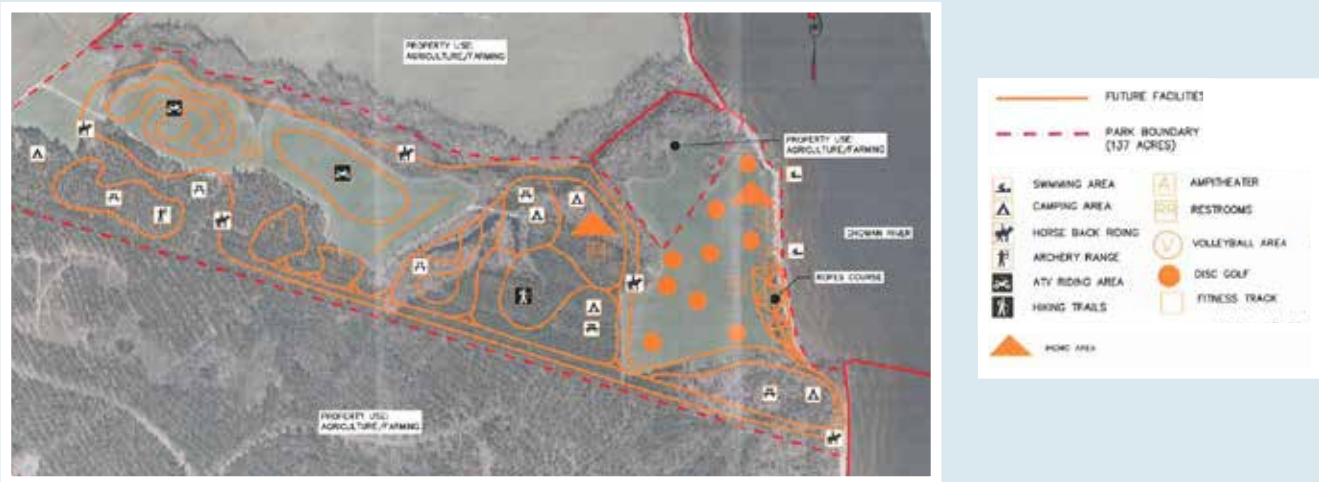 PROPERTY USE:
AGRICULTURE/FARMING
PROPERTY USE:
AGRICULTURE/FARMING
CHOWAN RIVER
ROPES COURSE
PROPERTY USE:
AGRICULTURE/FARMING
FUTURE FACILITIES
PARK BOUNDARY
(137 ACRES)
SWIMMING AREA
CAMPING AREA
HORSE BACK RIDING
ARCHERY RANGE
ATV RIDING AREA
HIKING TRAILS
PICNIC AREA
A AMPITHEATER
RR RESTROOMS
V VOLLEYBALL AREA
DISC GOLF
FITNESS TRACK